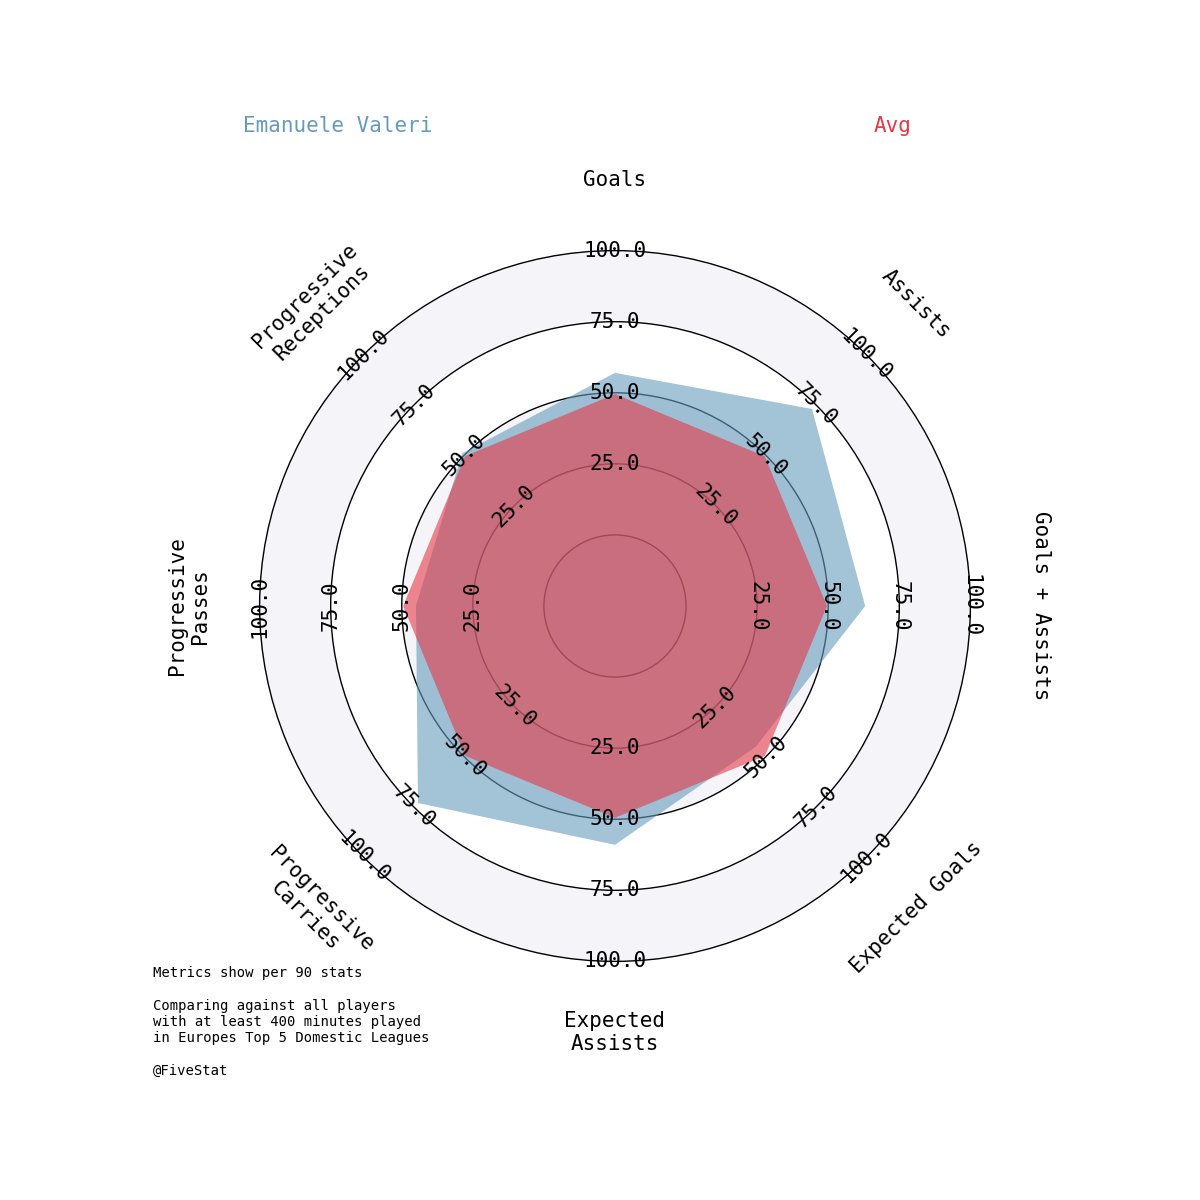 Emanuele Valeri
Avg
Goals
Assists
Goals + Assists
Expected Goals
Expected
Assists
Progressive
Carries
Progressive
Passes
Progressive
Receptions
25.0
50.0
75.0
100.0
25.0
50.0
75.0
100.0
25.0
50.0
75.0
100.0
25.0
50.0
75.0
100.0
25.0
50.0
75.0
100.0
25.0
50.0
75.0
100.0
25.0
50.0
75.0
100.0
25.0
50.0
75.0
100.0
Metrics show per 90 stats
Comparing against all players
with at least 400 minutes played
in Europes Top 5 Domestic Leagues
@FiveStat